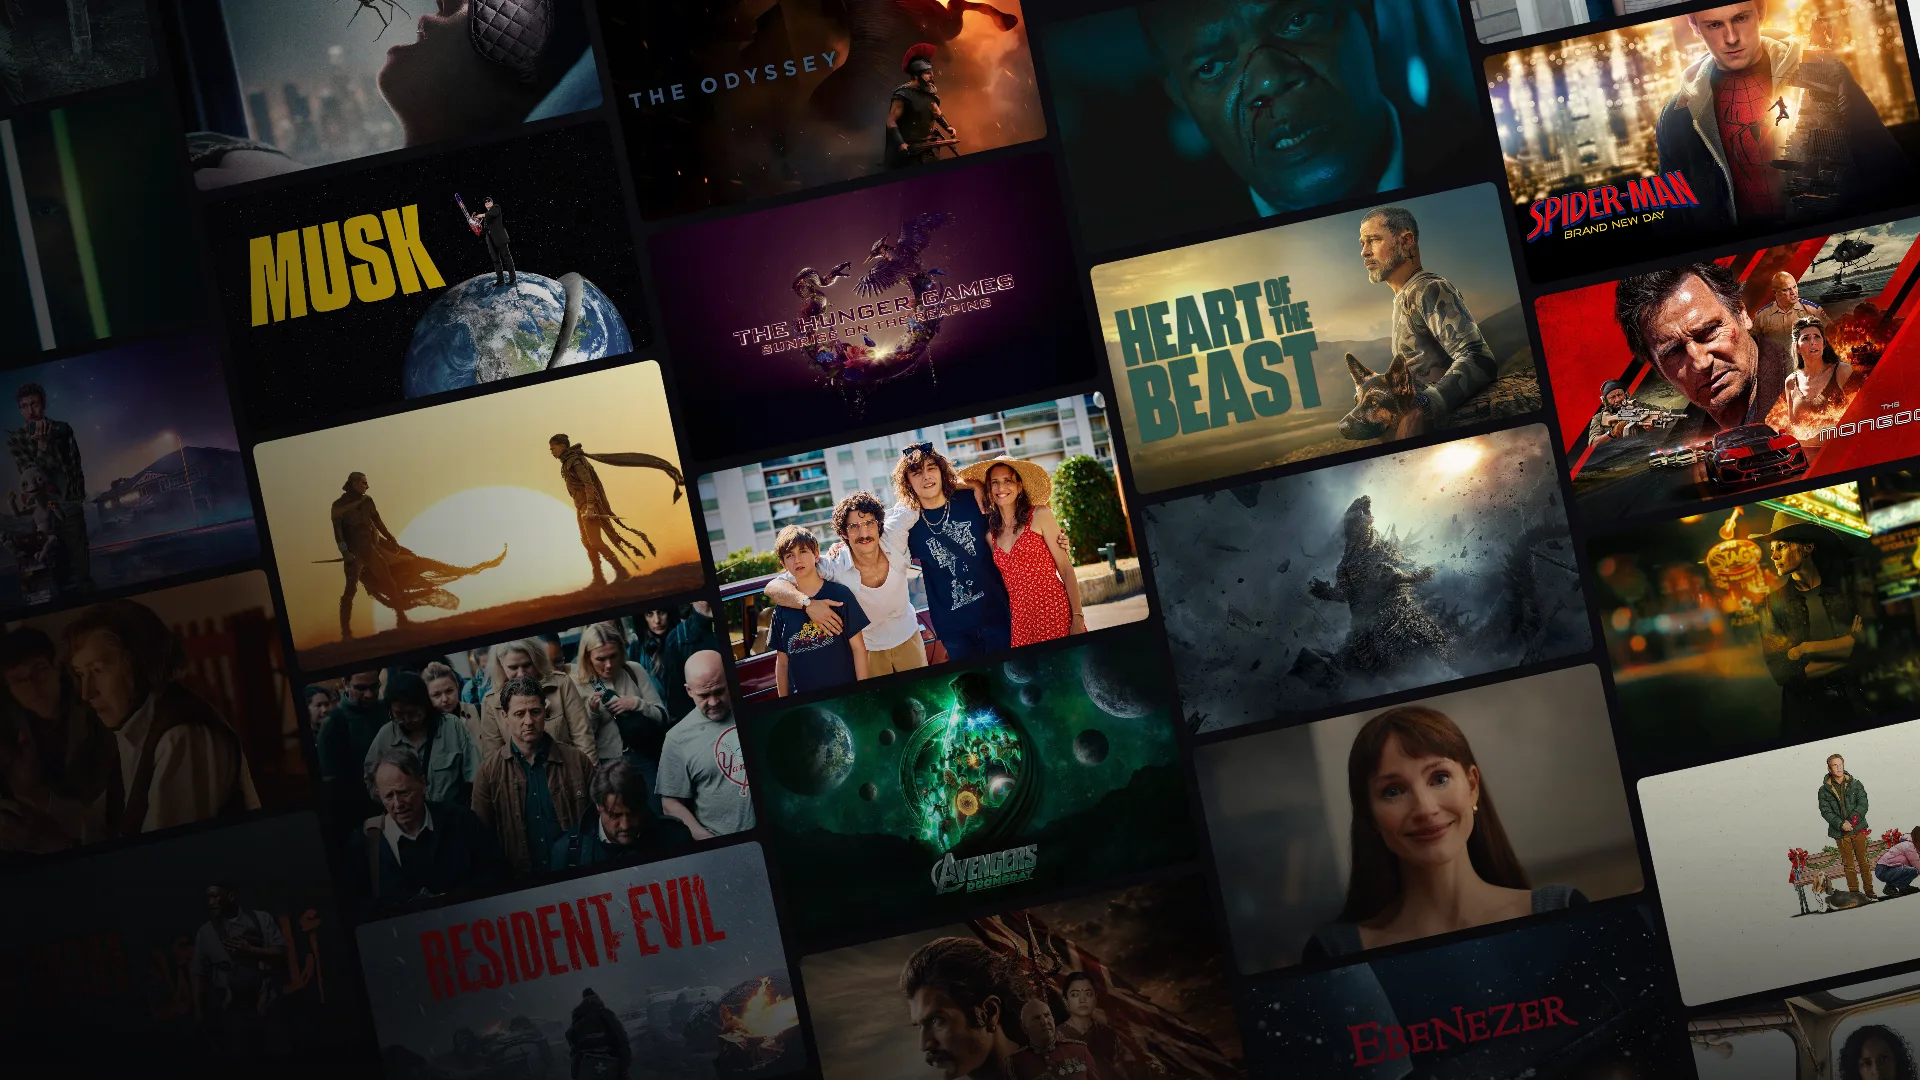 THE ODYSSEY
SPIDER-MAN
BRAND NEW DAY
MUSK
THE HUNGER GAMES
SUNRISE ON THE REAPING
HEART OF THE
BEAST
THE
AVENGERS
DOOMSDAY
RESIDENT EVIL
EBENEZER